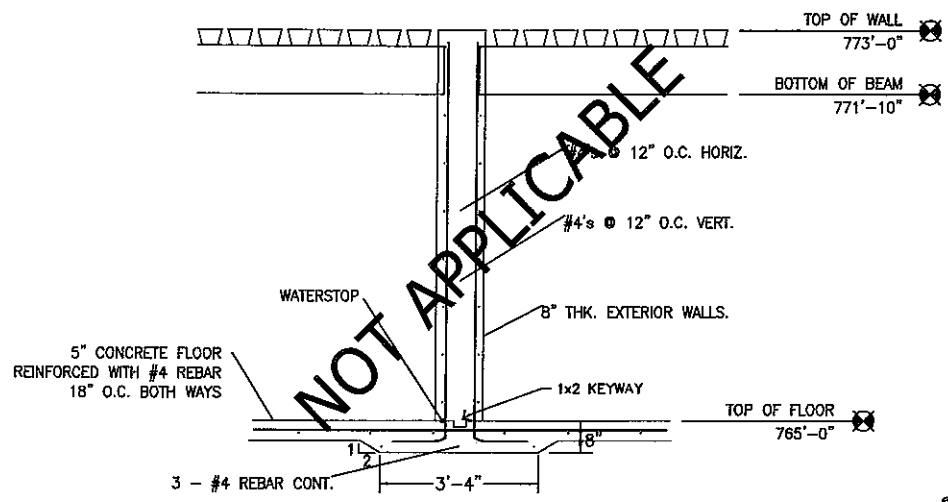 TOP OF WALL
773'-0"
BOTTOM OF BEAM
771'-10"
NOT APPLICABLE
#4's @ 12" O.C. HORIZ.
#4's @ 12" O.C. VERT.
WATERSTOP
8" THK. EXTERIOR WALLS.
5" CONCRETE FLOOR
REINFORCED WITH #4 REBAR
18" O.C. BOTH WAYS
1x2 KEYWAY
TOP OF FLOOR
765'-0"
8"
1
2
3 - #4 REBAR CONT.
3'-4"